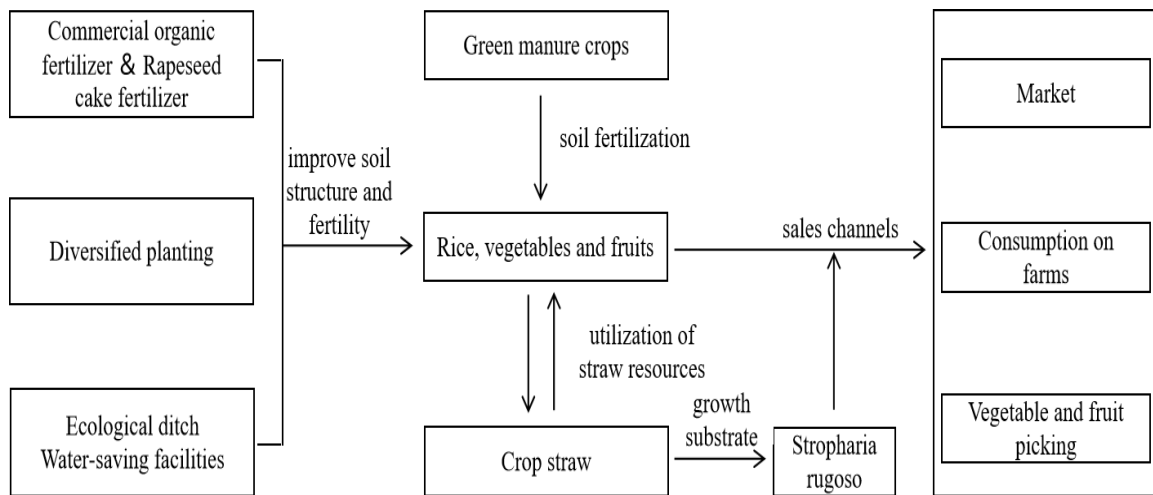 Commercial organic
fertilizer & Rapeseed
cake fertilizer
Diversified planting
Ecological ditch
Water-saving facilities
improve soil
structure and
fertility
Green manure crops
soil fertilization
Rice, vegetables and fruits
utilization of
straw resources
Crop straw
growth
substrate
Stropharia
rugoso
sales channels
Market
Consumption on
farms
Vegetable and fruit
picking